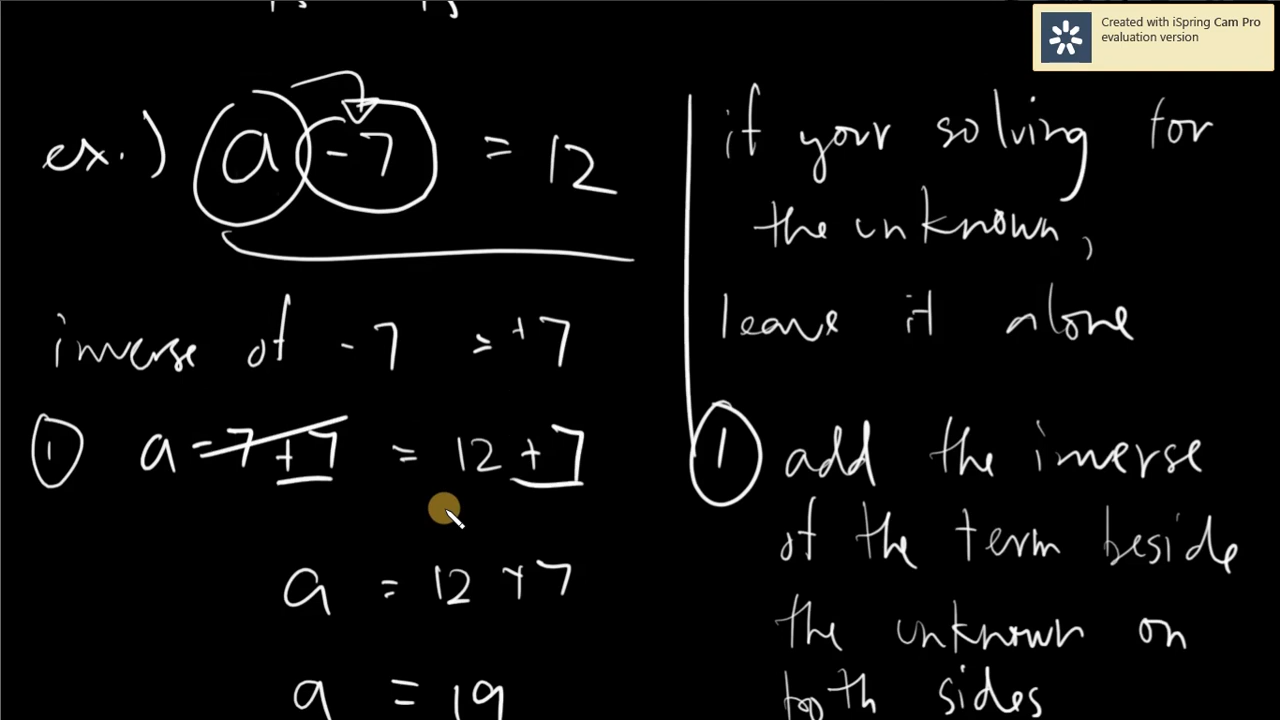 Created with iSpring Cam Pro
evaluation version
ex.) a - 7 = 12
inverse of - 7 = +7
① a - 7 + 7 = 12 + 7
a = 12 + 7
a = 19
if your solving for
the unknown,
leave it alone
① add the inverse
of the term beside
the unknown on
both sides